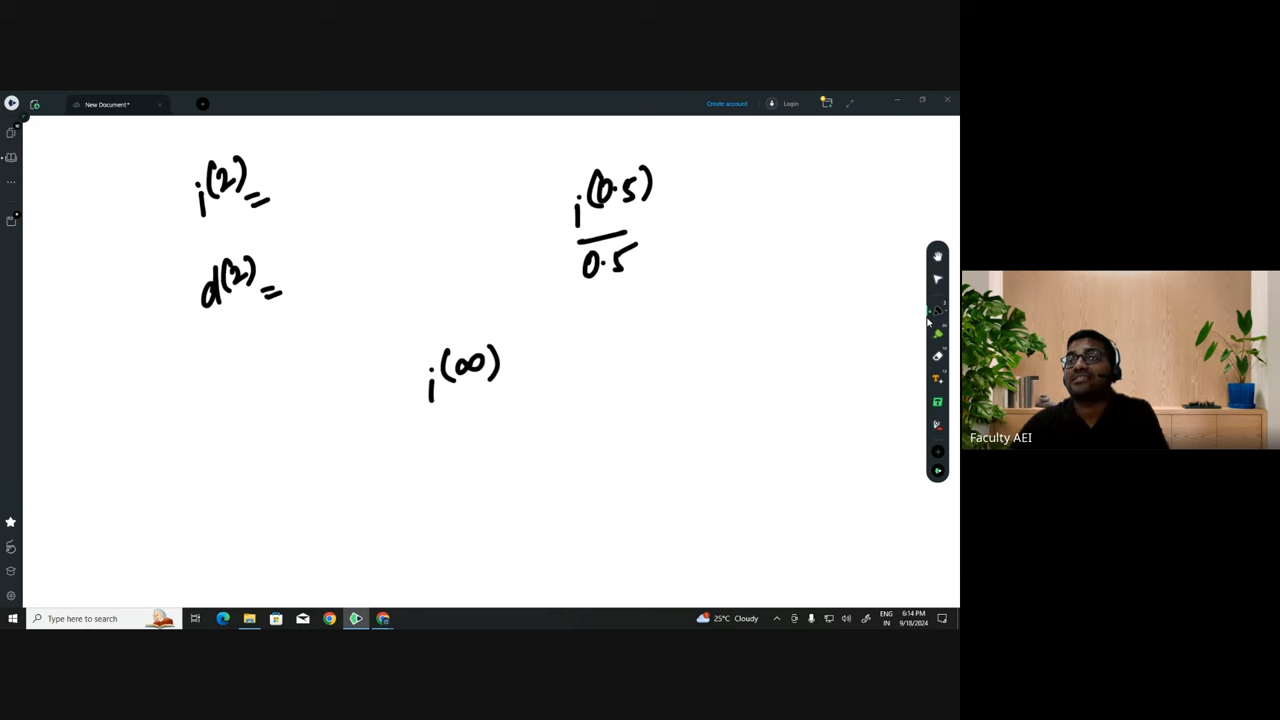 New Document*
Create account
Login
i^(2) =
d^(2) =
i^(0.5)
0.5
i^(∞)
Faculty AEI
Type here to search
25°C Cloudy
ENG
IN
6:14 PM
9/18/2024